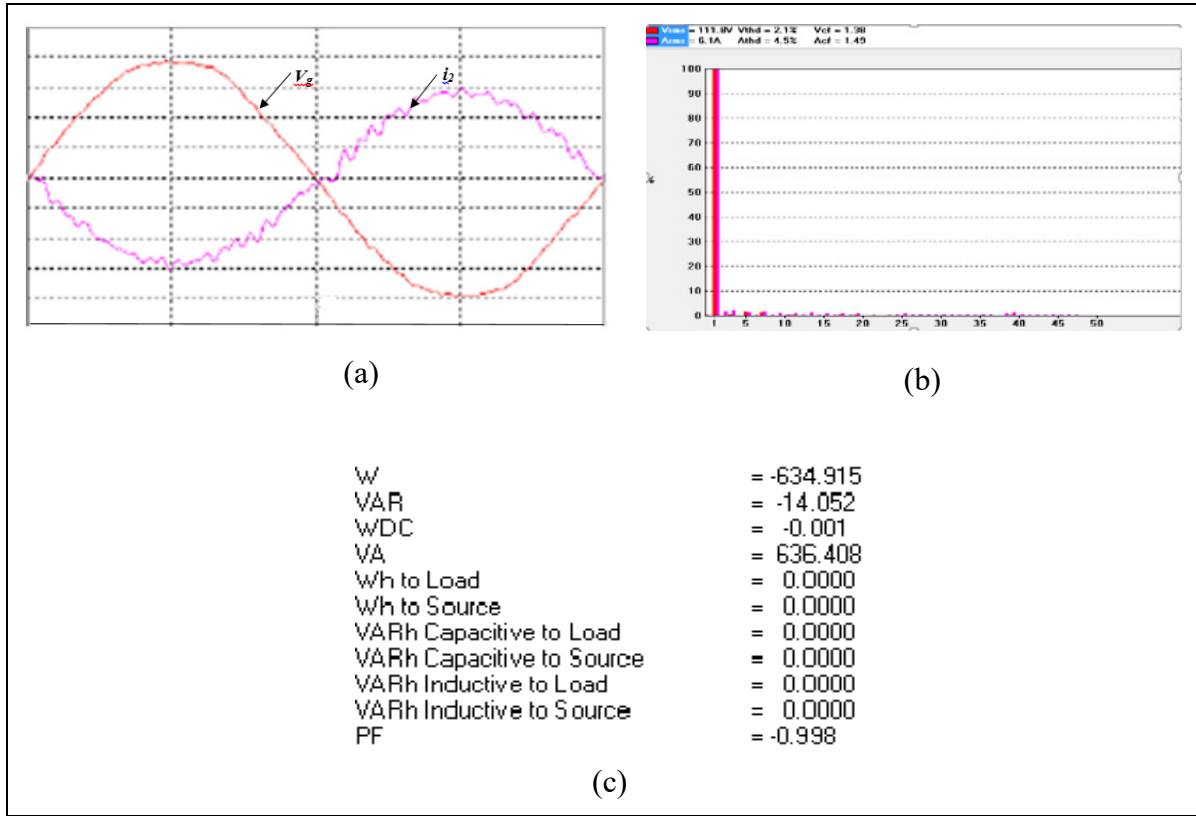 Vg
i2
(a)
Vrms = 111.8V Vthd = 2.1% Vcf = 1.38
Arms = 6.1A Athd = 4.5% Acf = 1.49
100
90
80
70
60
50
40
30
20
10
0
1 5 10 15 20 25 30 35 40 45 50
(b)
W = -634.915
VAR = -14.052
WDC = -0.001
VA = 636.408
Wh to Load = 0.0000
Wh to Source = 0.0000
VARh Capacitive to Load = 0.0000
VARh Capacitive to Source = 0.0000
VARh Inductive to Load = 0.0000
VARh Inductive to Source = 0.0000
PF = -0.998
(c)